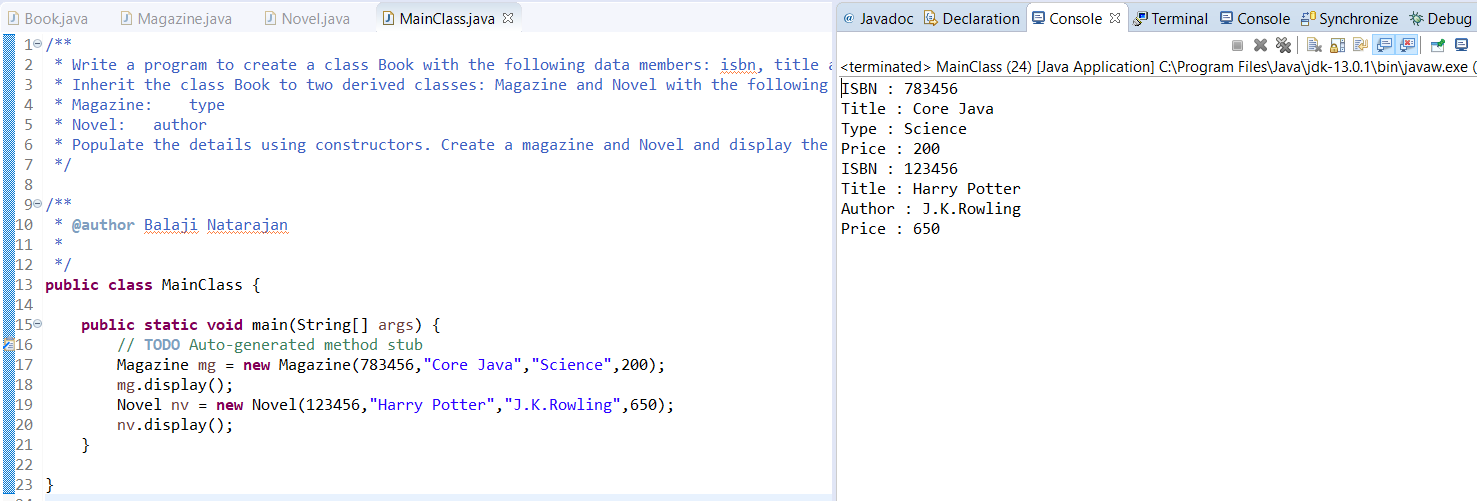 Book.java Magazine.java Novel.java MainClass.java
1 /**
2 * Write a program to create a class Book with the following data members: isbn, title a
3 * Inherit the class Book to two derived classes: Magazine and Novel with the following
4 * Magazine: type
5 * Novel: author
6 * Populate the details using constructors. Create a magazine and Novel and display the
7 */
8
9 /**
10 * @author Balaji Natarajan
11 *
12 */
13 public class MainClass {
14
15 public static void main(String[] args) {
16 // TODO Auto-generated method stub
17 Magazine mg = new Magazine(783456,"Core Java","Science",200);
18 mg.display();
19 Novel nv = new Novel(123456,"Harry Potter","J.K.Rowling",650);
20 nv.display();
21 }
22
23 }
@ Javadoc Declaration Console Terminal Console Synchronize Debug
<terminated> MainClass (24) [Java Application] C:\Program Files\Java\jdk-13.0.1\bin\javaw.exe (
ISBN : 783456
Title : Core Java
Type : Science
Price : 200
ISBN : 123456
Title : Harry Potter
Author : J.K.Rowling
Price : 650